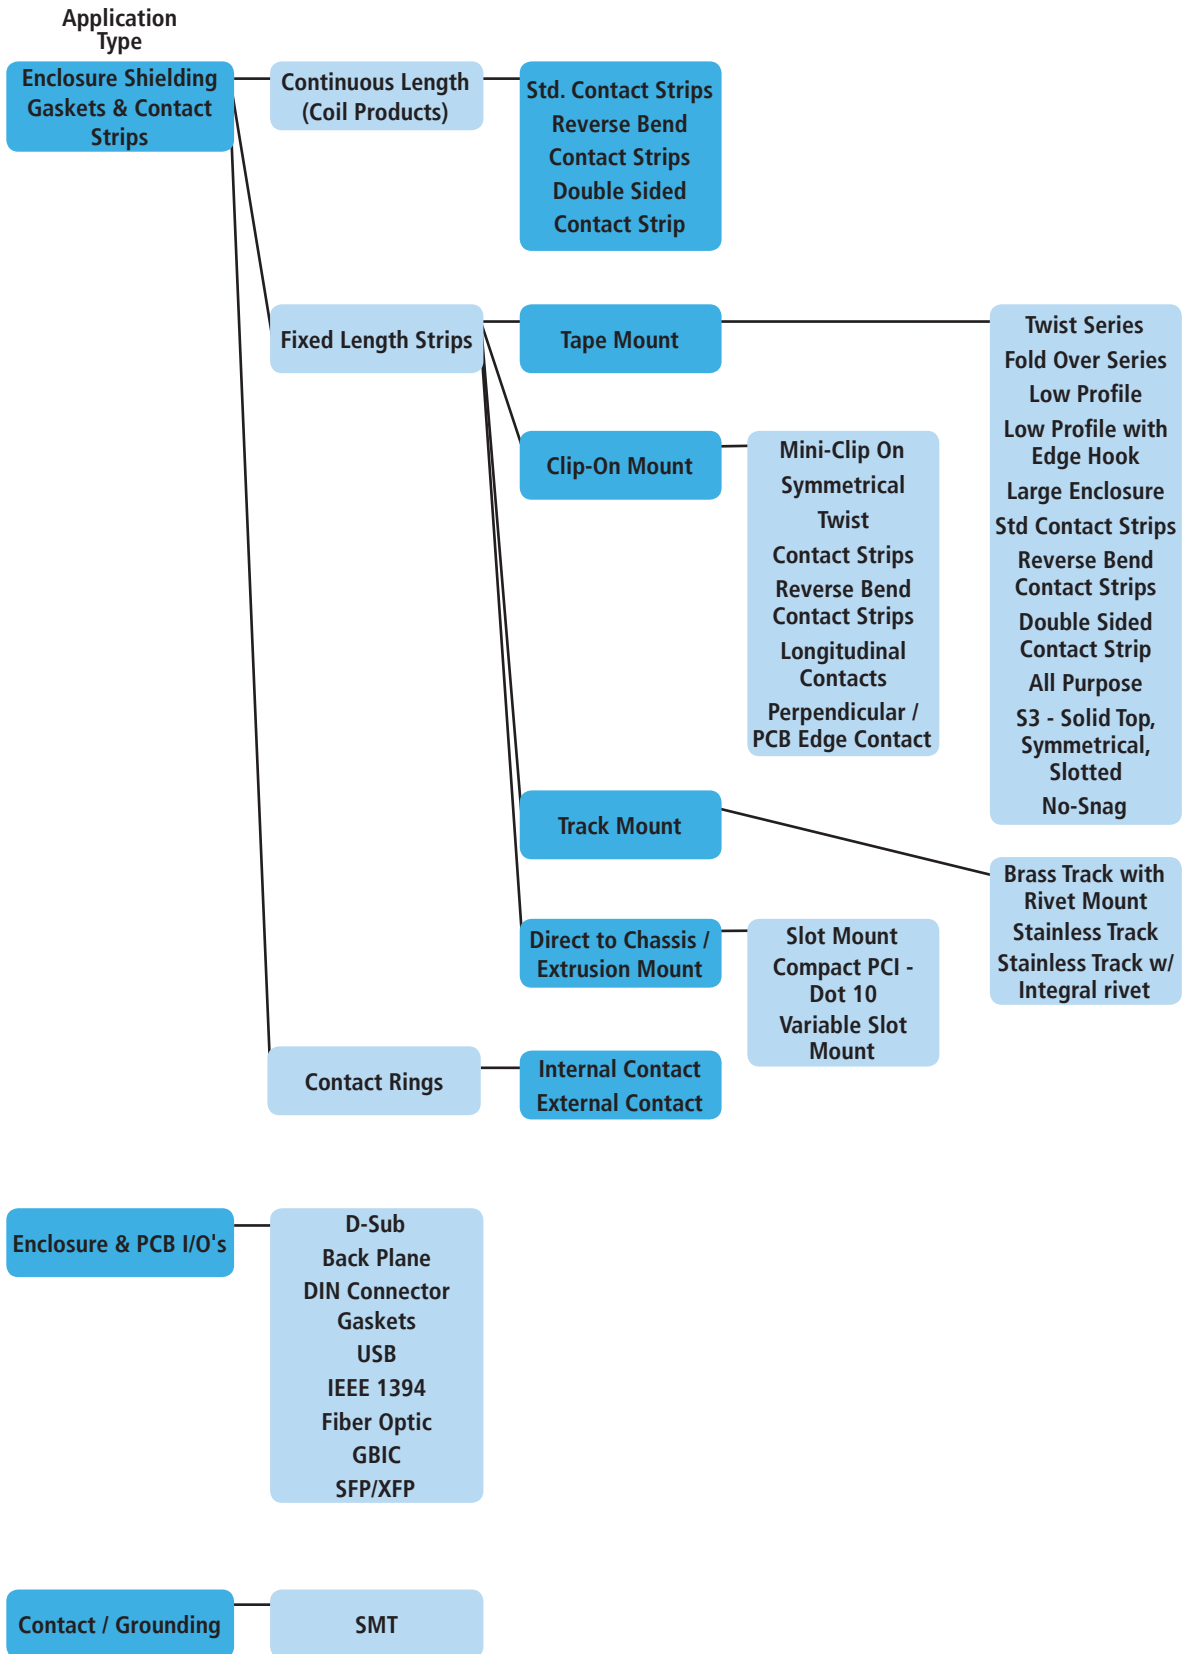 Application
Type
Enclosure Shielding
Gaskets & Contact
Strips
Continuous Length
(Coil Products)
Std. Contact Strips
Reverse Bend
Contact Strips
Double Sided
Contact Strip
Fixed Length Strips
Tape Mount
Twist Series
Fold Over Series
Low Profile
Low Profile with
Edge Hook
Large Enclosure
Std Contact Strips
Reverse Bend
Contact Strips
Double Sided
Contact Strip
All Purpose
S3 - Solid Top,
Symmetrical,
Slotted
No-Snag
Clip-On Mount
Mini-Clip On
Symmetrical
Twist
Contact Strips
Reverse Bend
Contact Strips
Longitudinal
Contacts
Perpendicular /
PCB Edge Contact
Track Mount
Brass Track with
Rivet Mount
Stainless Track
Stainless Track w/
Integral rivet
Direct to Chassis /
Extrusion Mount
Slot Mount
Compact PCI -
Dot 10
Variable Slot
Mount
Contact Rings
Internal Contact
External Contact
Enclosure & PCB I/O's
D-Sub
Back Plane
DIN Connector
Gaskets
USB
IEEE 1394
Fiber Optic
GBIC
SFP/XFP
Contact / Grounding
SMT